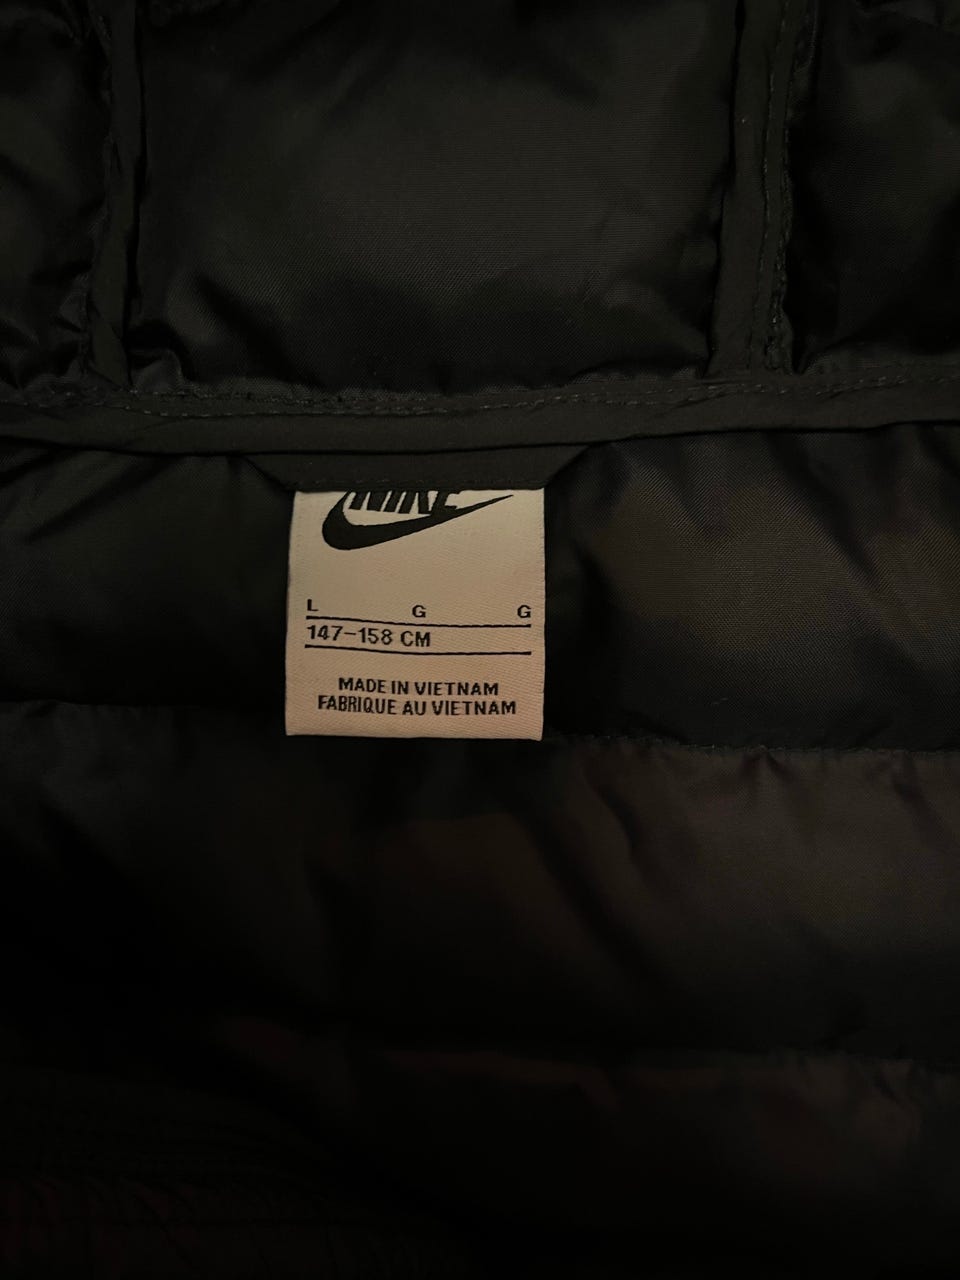 NIKE
L G G
147-158 CM
MADE IN VIETNAM
FABRIQUE AU VIETNAM